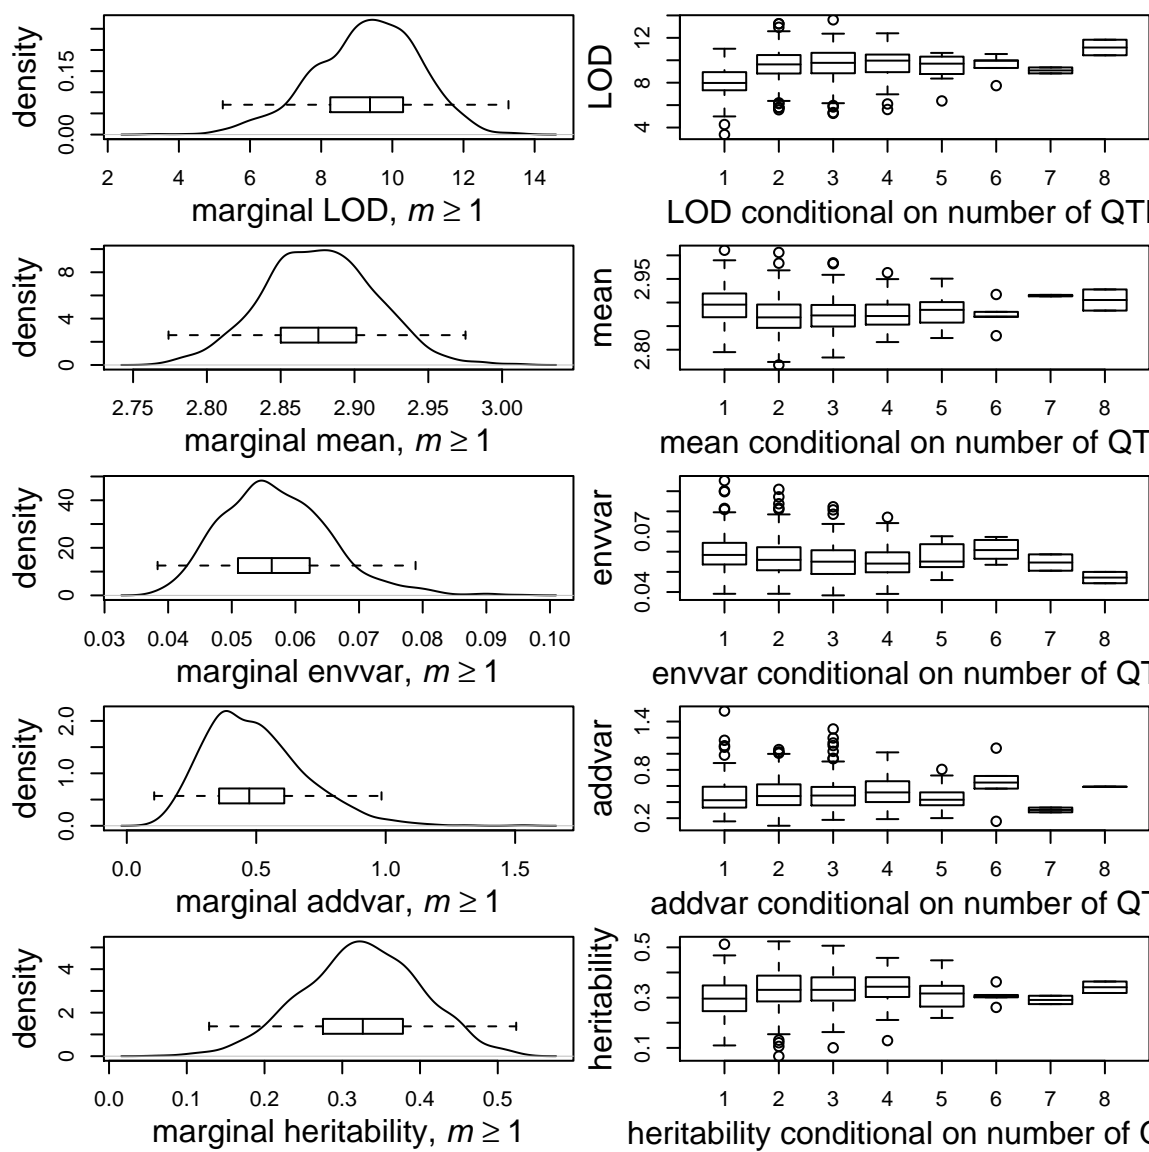 density
0.00 0.15
2 4 6 8 10 12 14
marginal LOD, m ≥ 1
LOD
4 8 12
1 2 3 4 5 6 7 8
LOD conditional on number of QTL
density
0 4 8
2.75 2.80 2.85 2.90 2.95 3.00
marginal mean, m ≥ 1
mean
2.80 2.95
1 2 3 4 5 6 7 8
mean conditional on number of QT
density
0 20 40
0.03 0.04 0.05 0.06 0.07 0.08 0.09 0.10
marginal envvar, m ≥ 1
envvar
0.04 0.07
1 2 3 4 5 6 7 8
envvar conditional on number of QT
density
0.0 1.0 2.0
0.0 0.5 1.0 1.5
marginal addvar, m ≥ 1
addvar
0.2 0.8 1.4
1 2 3 4 5 6 7 8
addvar conditional on number of QT
density
0 2 4
0.0 0.1 0.2 0.3 0.4 0.5
marginal heritability, m ≥ 1
heritability
0.1 0.3 0.5
1 2 3 4 5 6 7 8
heritability conditional on number of Q